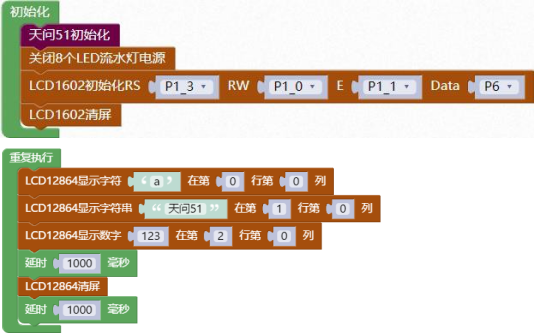 初始化
天问51初始化
关闭8个LED流水灯电源
LCD1602初始化RS P1_3 RW P1_0 E P1_1 Data P6
LCD1602清屏
重复执行
LCD12864显示字符 “ a ” 在第 0 行第 0 列
LCD12864显示字符串 “ 天问51 ” 在第 1 行第 0 列
LCD12864显示数字 123 在第 2 行第 0 列
延时 1000 毫秒
LCD12864清屏
延时 1000 毫秒